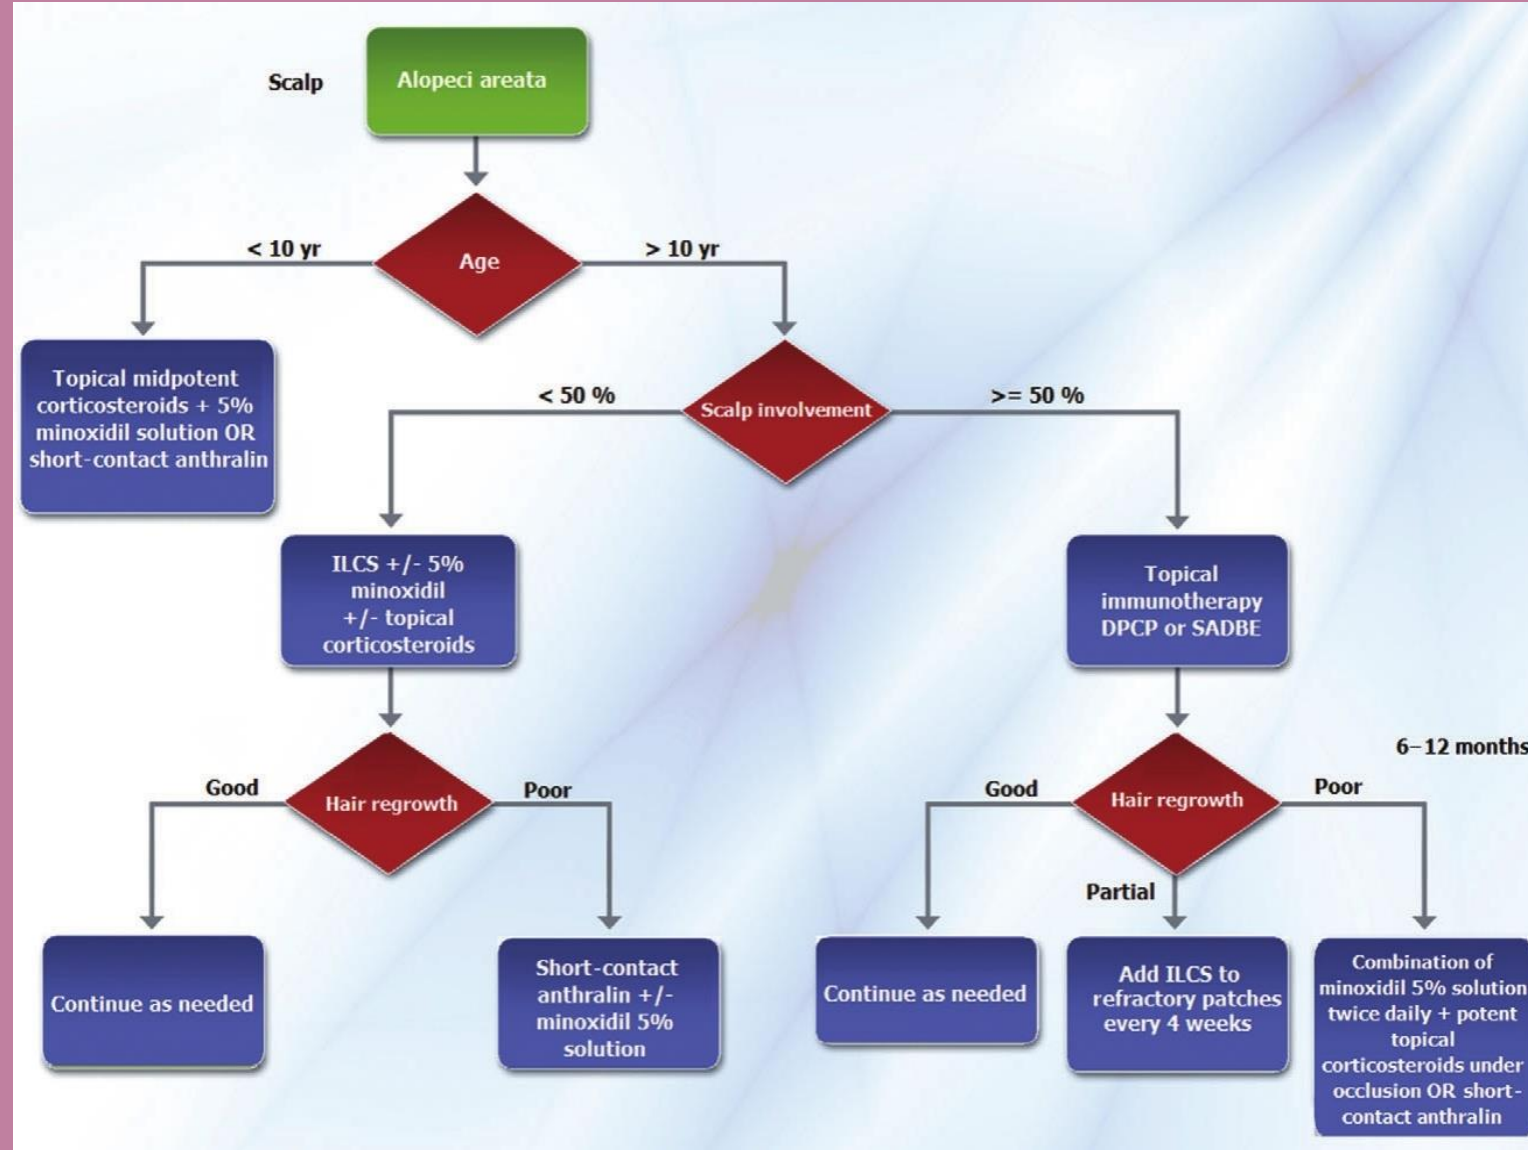 Scalp
Alopeci areata
< 10 yr
Age
> 10 yr
Topical midpotent
corticosteroids + 5%
minoxidil solution OR
short-contact anthralin
< 50 %
Scalp involvement
>= 50 %
ILCS +/- 5%
minoxidil
+/- topical
corticosteroids
Topical
immunotherapy
DPCP or SADBE
6–12 months
Good
Hair regrowth
Poor
Good
Hair regrowth
Poor
Partial
Continue as needed
Short-contact
anthralin +/-
minoxidil 5%
solution
Continue as needed
Add ILCS to
refractory patches
every 4 weeks
Combination of
minoxidil 5% solution
twice daily + potent
topical
corticosteroids under
occlusion OR short-
contact anthralin